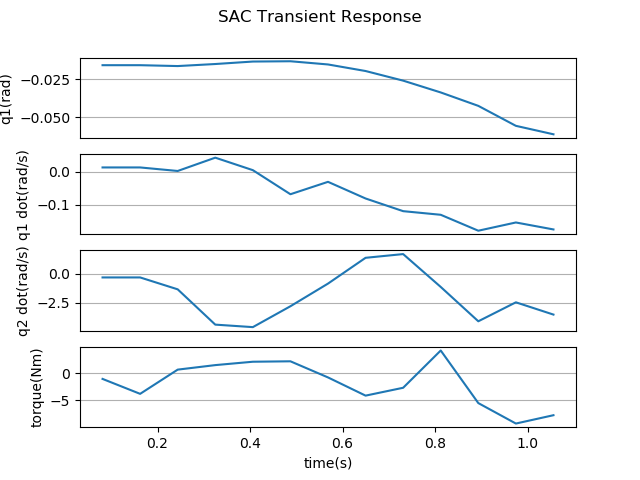 SAC Transient Response
q1(rad)
−0.025
−0.050
q1 dot(rad/s)
0.0
−0.1
q2 dot(rad/s)
0.0
−2.5
torque(Nm)
0
−5
0.2 0.4 0.6 0.8 1.0
time(s)